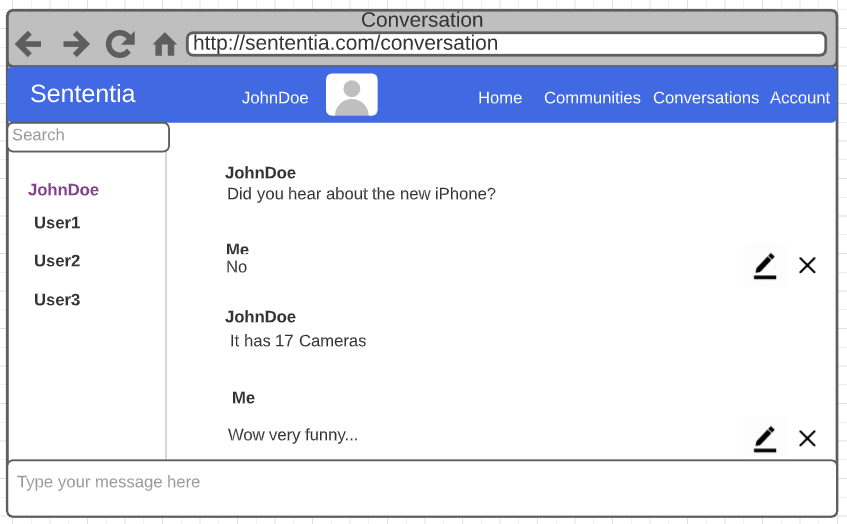 Conversation
http://sententia.com/conversation
Sententia
JohnDoe
Home Communities Conversations Account
Search
JohnDoe
User1
User2
User3
JohnDoe
Did you hear about the new iPhone?
Me
No
JohnDoe
It has 17 Cameras
Me
Wow very funny...
Type your message here